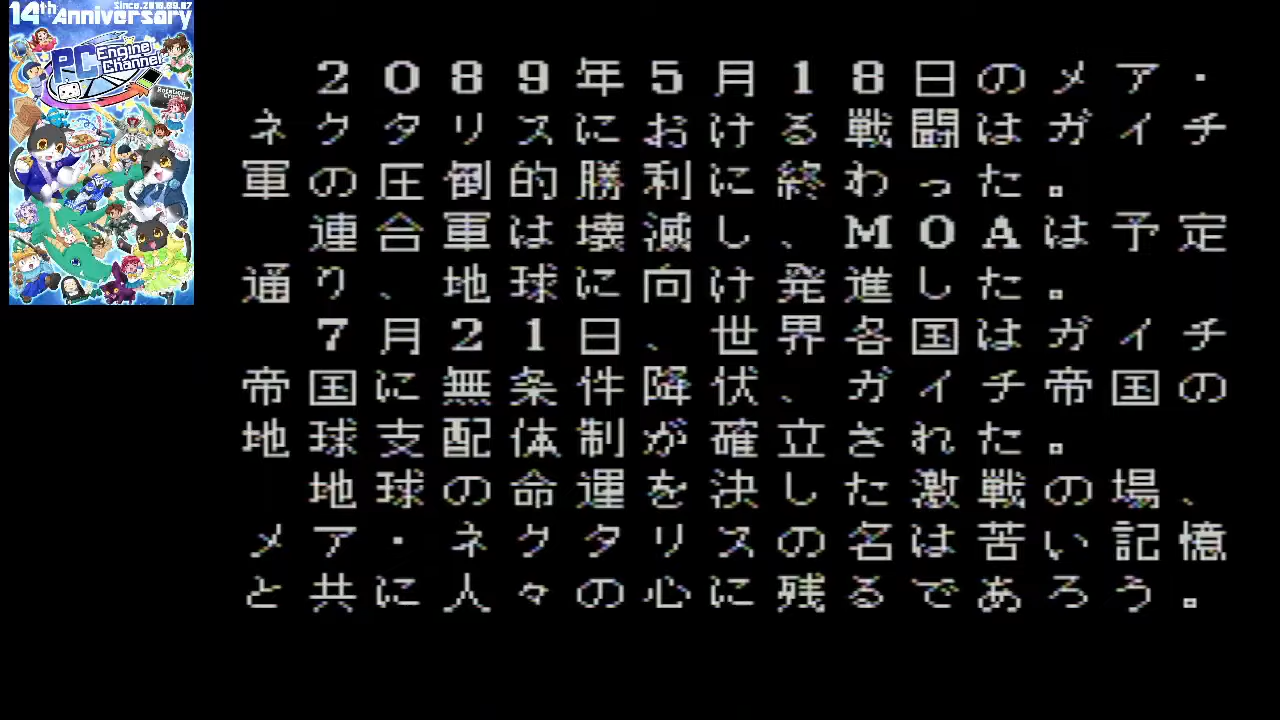 14th Anniversary
Since.2010.09.07
PC Engine Channel
２０８９年５月１８日のメア・
ネクタリスにおける戦闘はガイチ
軍の圧倒的勝利に終わった。
連合軍は壊滅し、ＭＯＡは予定
通り、地球に向け発進した。
７月２１日、世界各国はガイチ
帝国に無条件降伏、ガイチ帝国の
地球支配体制が確立された。
地球の命運を決した激戦の場、
メア・ネクタリスの名は苦い記憶
と共に人々の心に残るであろう。